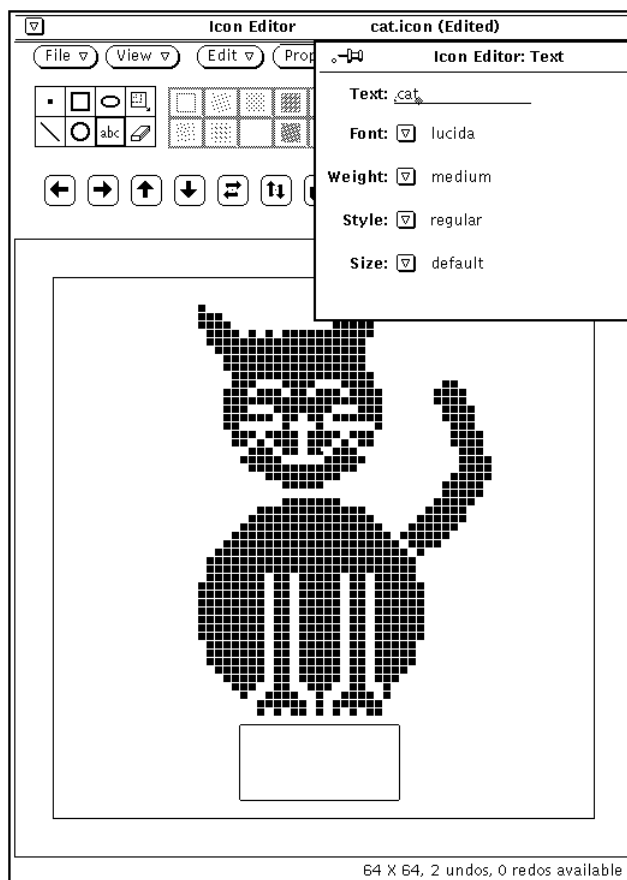 Icon Editor cat.icon (Edited)
File View Edit Prop
Icon Editor: Text
Text: cat
Font: lucida
abc
Weight: medium
Style: regular
Size: default
64 X 64, 2 undos, 0 redos available